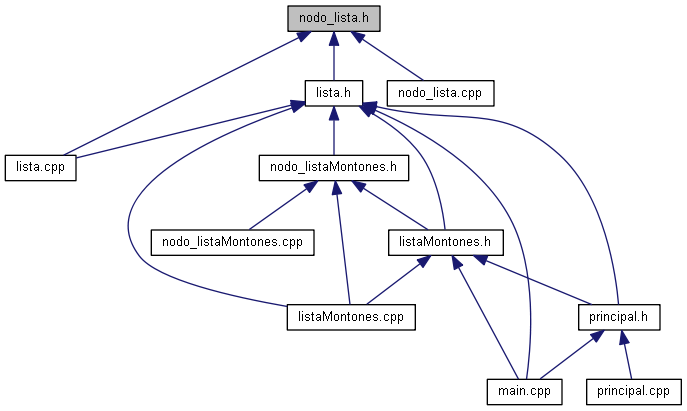 nodo_lista.h
lista.h
nodo_lista.cpp
lista.cpp
nodo_listaMontones.h
nodo_listaMontones.cpp
listaMontones.h
listaMontones.cpp
principal.h
main.cpp
principal.cpp